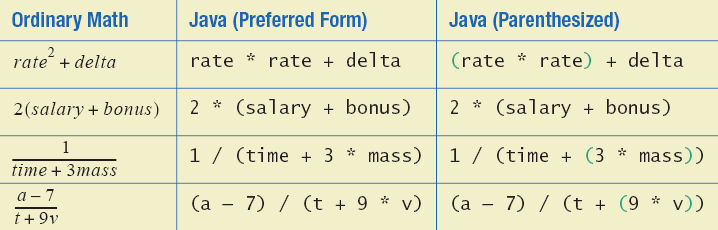 Ordinary Math Java (Preferred Form) Java (Parenthesized)
rate² + delta rate * rate + delta (rate * rate) + delta
2(salary + bonus) 2 * (salary + bonus) 2 * (salary + bonus)
1
time + 3mass 1 / (time + 3 * mass) 1 / (time + (3 * mass))
a − 7
t + 9v (a − 7) / (t + 9 * v) (a − 7) / (t + (9 * v))